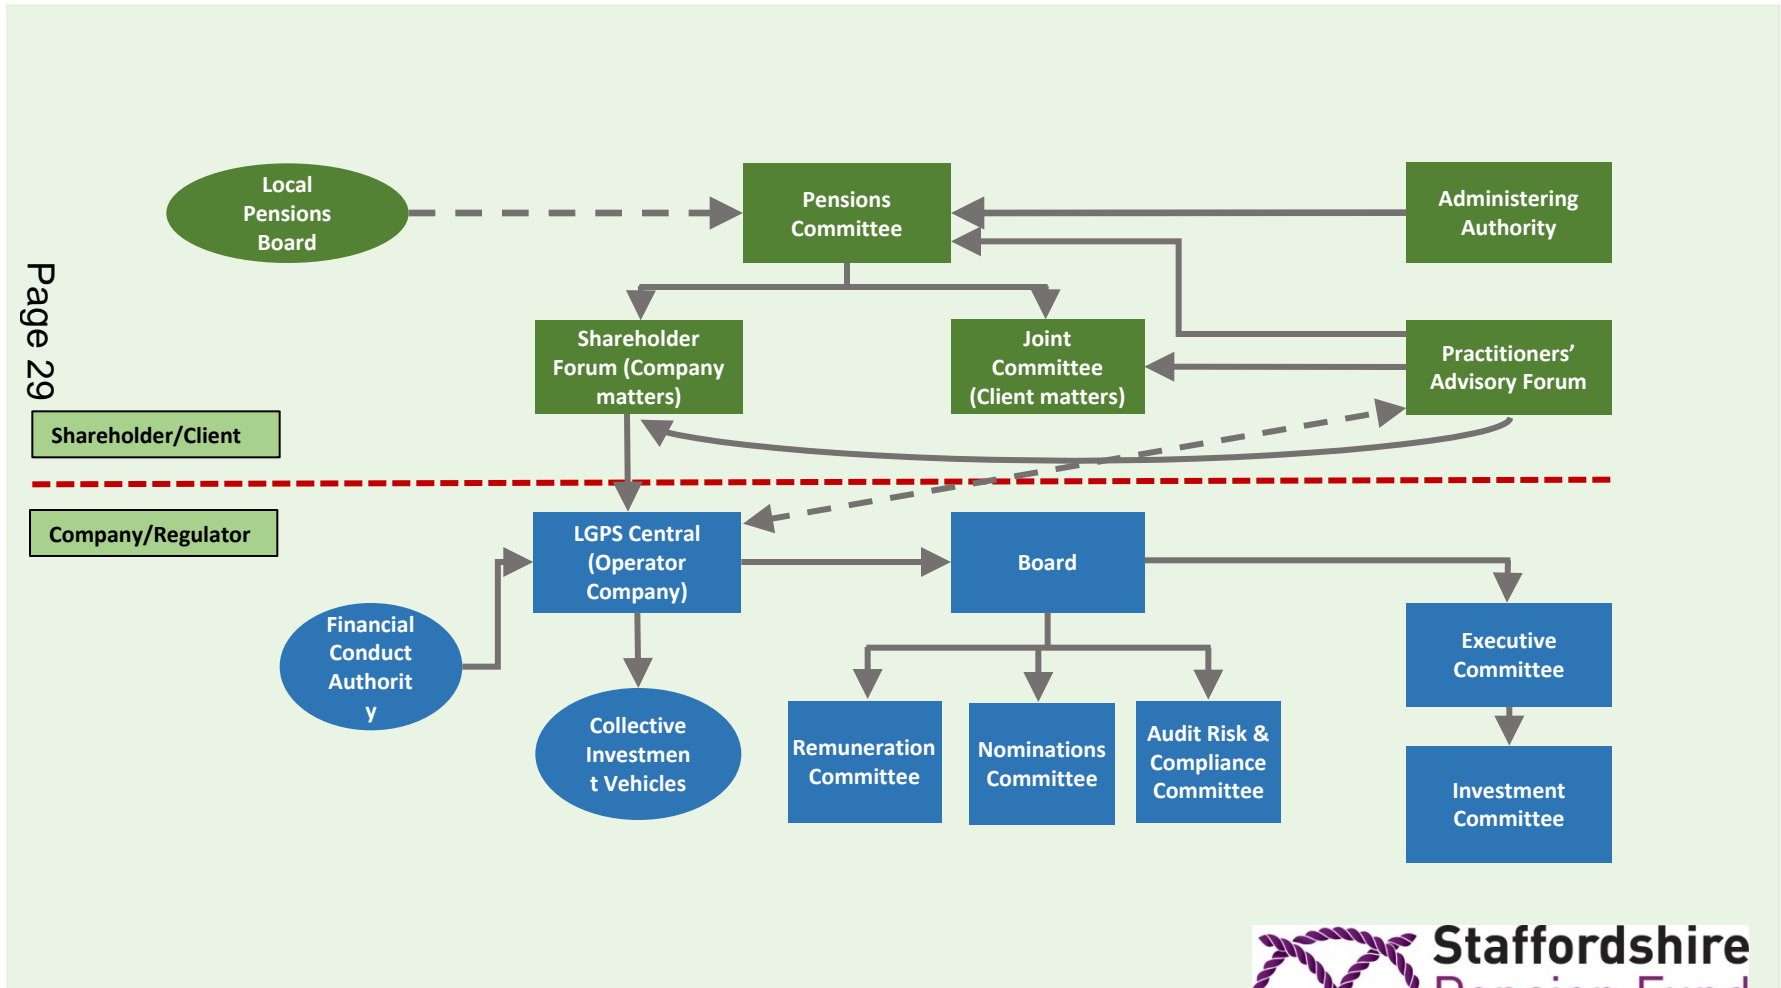 Local
Pensions
Board
Pensions
Committee
Administering
Authority
Page 29
Shareholder
Forum (Company
matters)
Joint
Committee
(Client matters)
Practitioners’
Advisory Forum
Shareholder/Client
Company/Regulator
LGPS Central
(Operator
Company)
Board
Financial
Conduct
Authorit
y
Executive
Committee
Collective
Investmen
t Vehicles
Remuneration
Committee
Nominations
Committee
Audit Risk &
Compliance
Committee
Investment
Committee
Staffordshire
Pension Fund